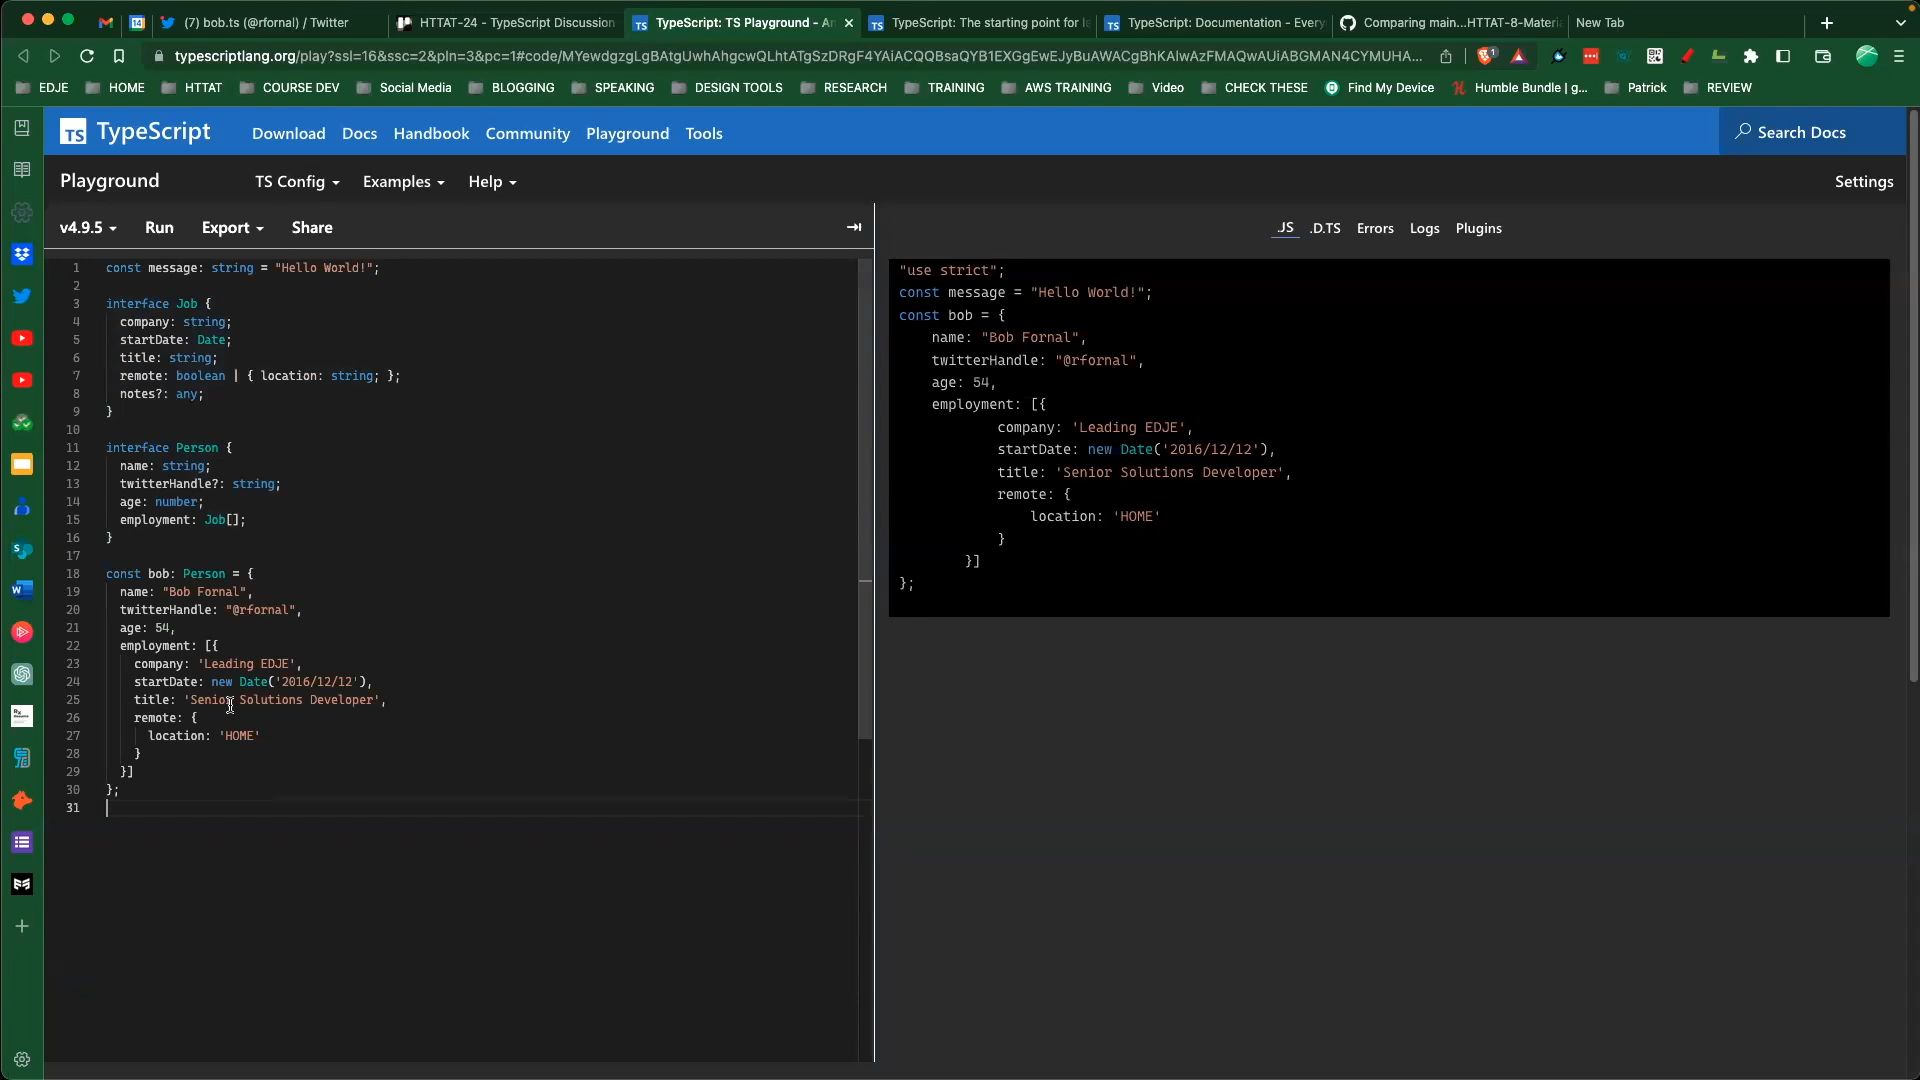 (7) bob.ts (@rfornal) / Twitter
HTTAT-24 - TypeScript Discussion
TypeScript: TS Playground - An
TypeScript: The starting point for le
TypeScript: Documentation - Every
Comparing main...HTTAT-8-Materia
New Tab
typescriptlang.org/play?ssl=16&ssc=2&pln=3&pc=1#code/MYewdgzgLgBAtgUwhAhgcwQLhtATgSzDRgF4YAiACQQBsaQYB1EXGgEwEJyBuAWACgBhKAlwAzFMAQwAUiABGMAN4CYMUHA...
EDJE
HOME
HTTAT
COURSE DEV
Social Media
BLOGGING
SPEAKING
DESIGN TOOLS
RESEARCH
TRAINING
AWS TRAINING
Video
CHECK THESE
Find My Device
Humble Bundle | g...
Patrick
REVIEW
TS TypeScript
Download
Docs
Handbook
Community
Playground
Tools
Search Docs
Playground
TS Config
Examples
Help
Settings
v4.9.5
Run
Export
Share
.JS
.D.TS
Errors
Logs
Plugins
1 const message: string = "Hello World!";
2
3 interface Job {
4 company: string;
5 startDate: Date;
6 title: string;
7 remote: boolean | { location: string; };
8 notes?: any;
9 }
10
11 interface Person {
12 name: string;
13 twitterHandle?: string;
14 age: number;
15 employment: Job[];
16 }
17
18 const bob: Person = {
19 name: "Bob Fornal",
20 twitterHandle: "@rfornal",
21 age: 54,
22 employment: [{
23 company: 'Leading EDJE',
24 startDate: new Date('2016/12/12'),
25 title: 'Senior Solutions Developer',
26 remote: {
27 location: 'HOME'
28 }
29 }]
30 };
31
"use strict";
const message = "Hello World!";
const bob = {
name: "Bob Fornal",
twitterHandle: "@rfornal",
age: 54,
employment: [{
company: 'Leading EDJE',
startDate: new Date('2016/12/12'),
title: 'Senior Solutions Developer',
remote: {
location: 'HOME'
}
}]
};